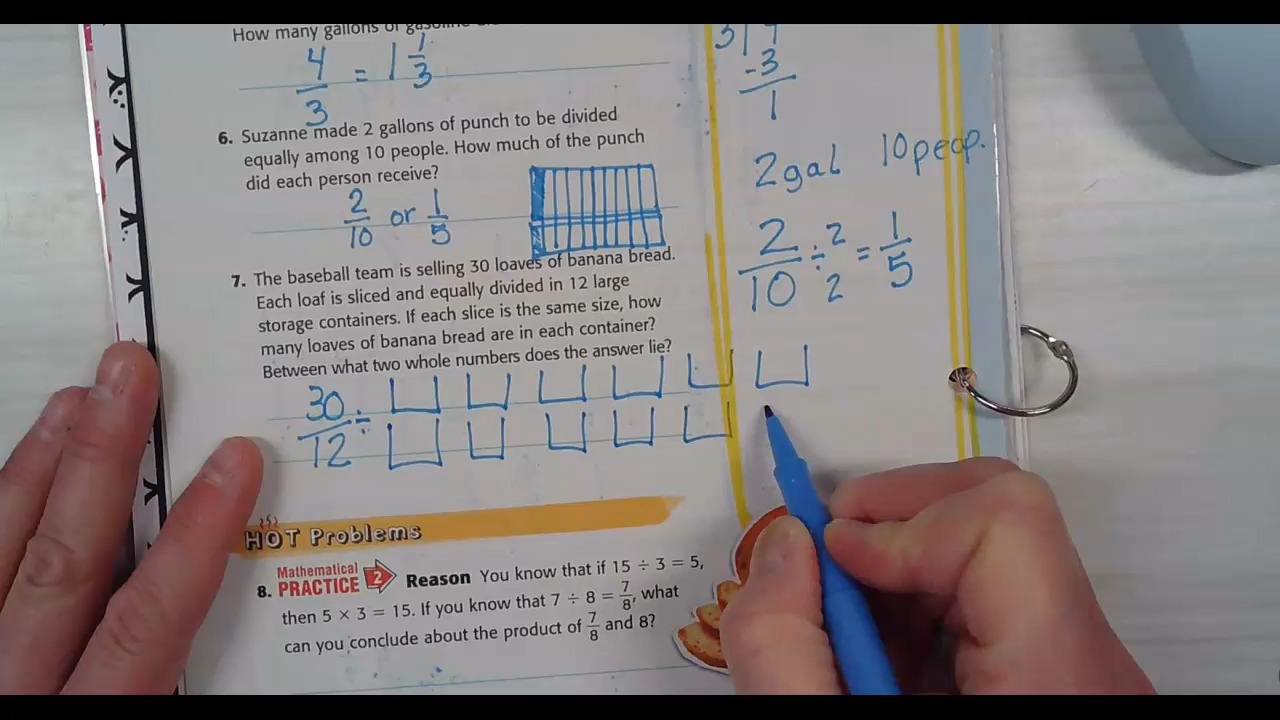 How many gallons of gasoline
4/3 = 1 1/3
3
-3
1
6. Suzanne made 2 gallons of punch to be divided
equally among 10 people. How much of the punch
did each person receive?
2/10 or 1/5
2gal 10peop.
2/10 ÷ 2/2 = 1/5
7. The baseball team is selling 30 loaves of banana bread.
Each loaf is sliced and equally divided in 12 large
storage containers. If each slice is the same size, how
many loaves of banana bread are in each container?
Between what two whole numbers does the answer lie?
30/12 ÷
HOT Problems
8. Mathematical PRACTICE 2 Reason You know that if 15 ÷ 3 = 5,
then 5 × 3 = 15. If you know that 7 ÷ 8 = 7/8, what
can you conclude about the product of 7/8 and 8?